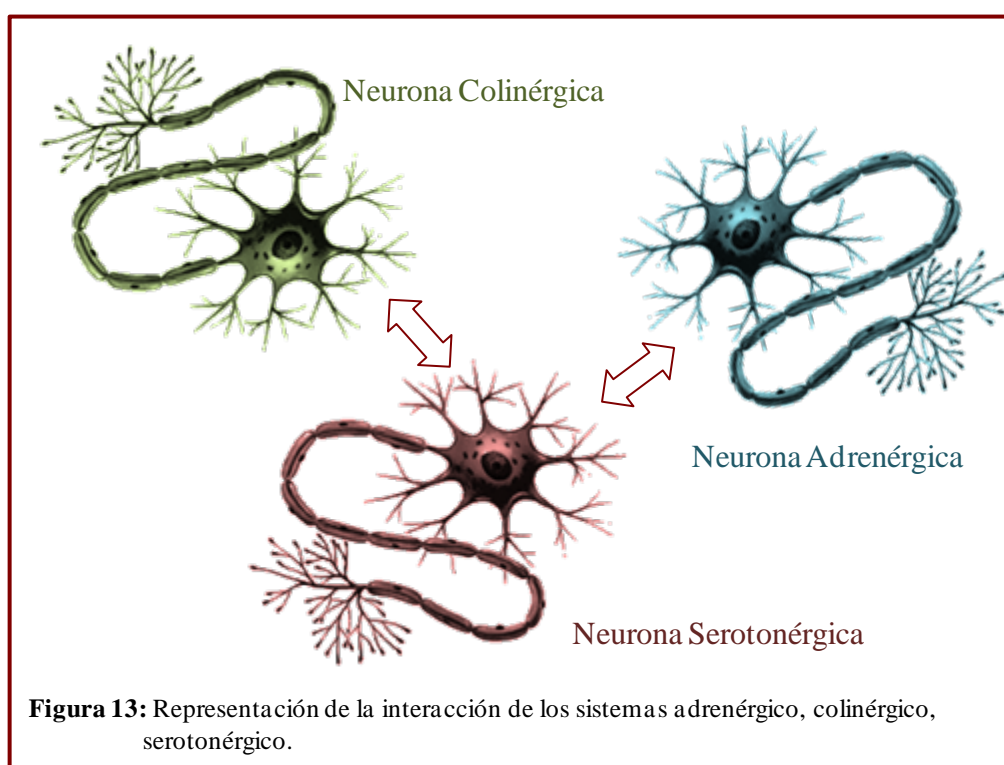 Neurona Colinérgica
Neurona Adrenérgica
Neurona Serotonérgica
Figura 13: Representación de la interacción de los sistemas adrenérgico, colinérgico,
serotonérgico.